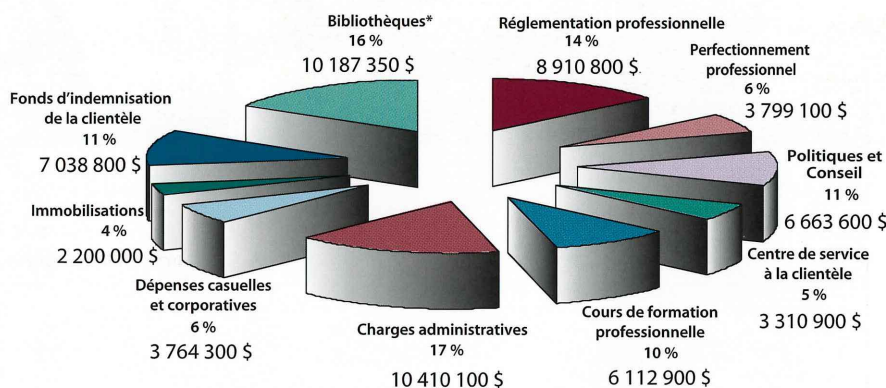 Bibliothèques*
16 %
10 187 350 $
Réglementation professionnelle
14 %
8 910 800 $
Perfectionnement
professionnel
6 %
3 799 100 $
Politiques et
Conseil
11 %
6 663 600 $
Centre de service
à la clientèle
5 %
3 310 900 $
Cours de formation
professionnelle
10 %
6 112 900 $
Charges administratives
17 %
10 410 100 $
Dépenses casuelles
et corporatives
6 %
3 764 300 $
Immobilisations
4 %
2 200 000 $
Fonds d'indemnisation
de la clientèle
11 %
7 038 800 $